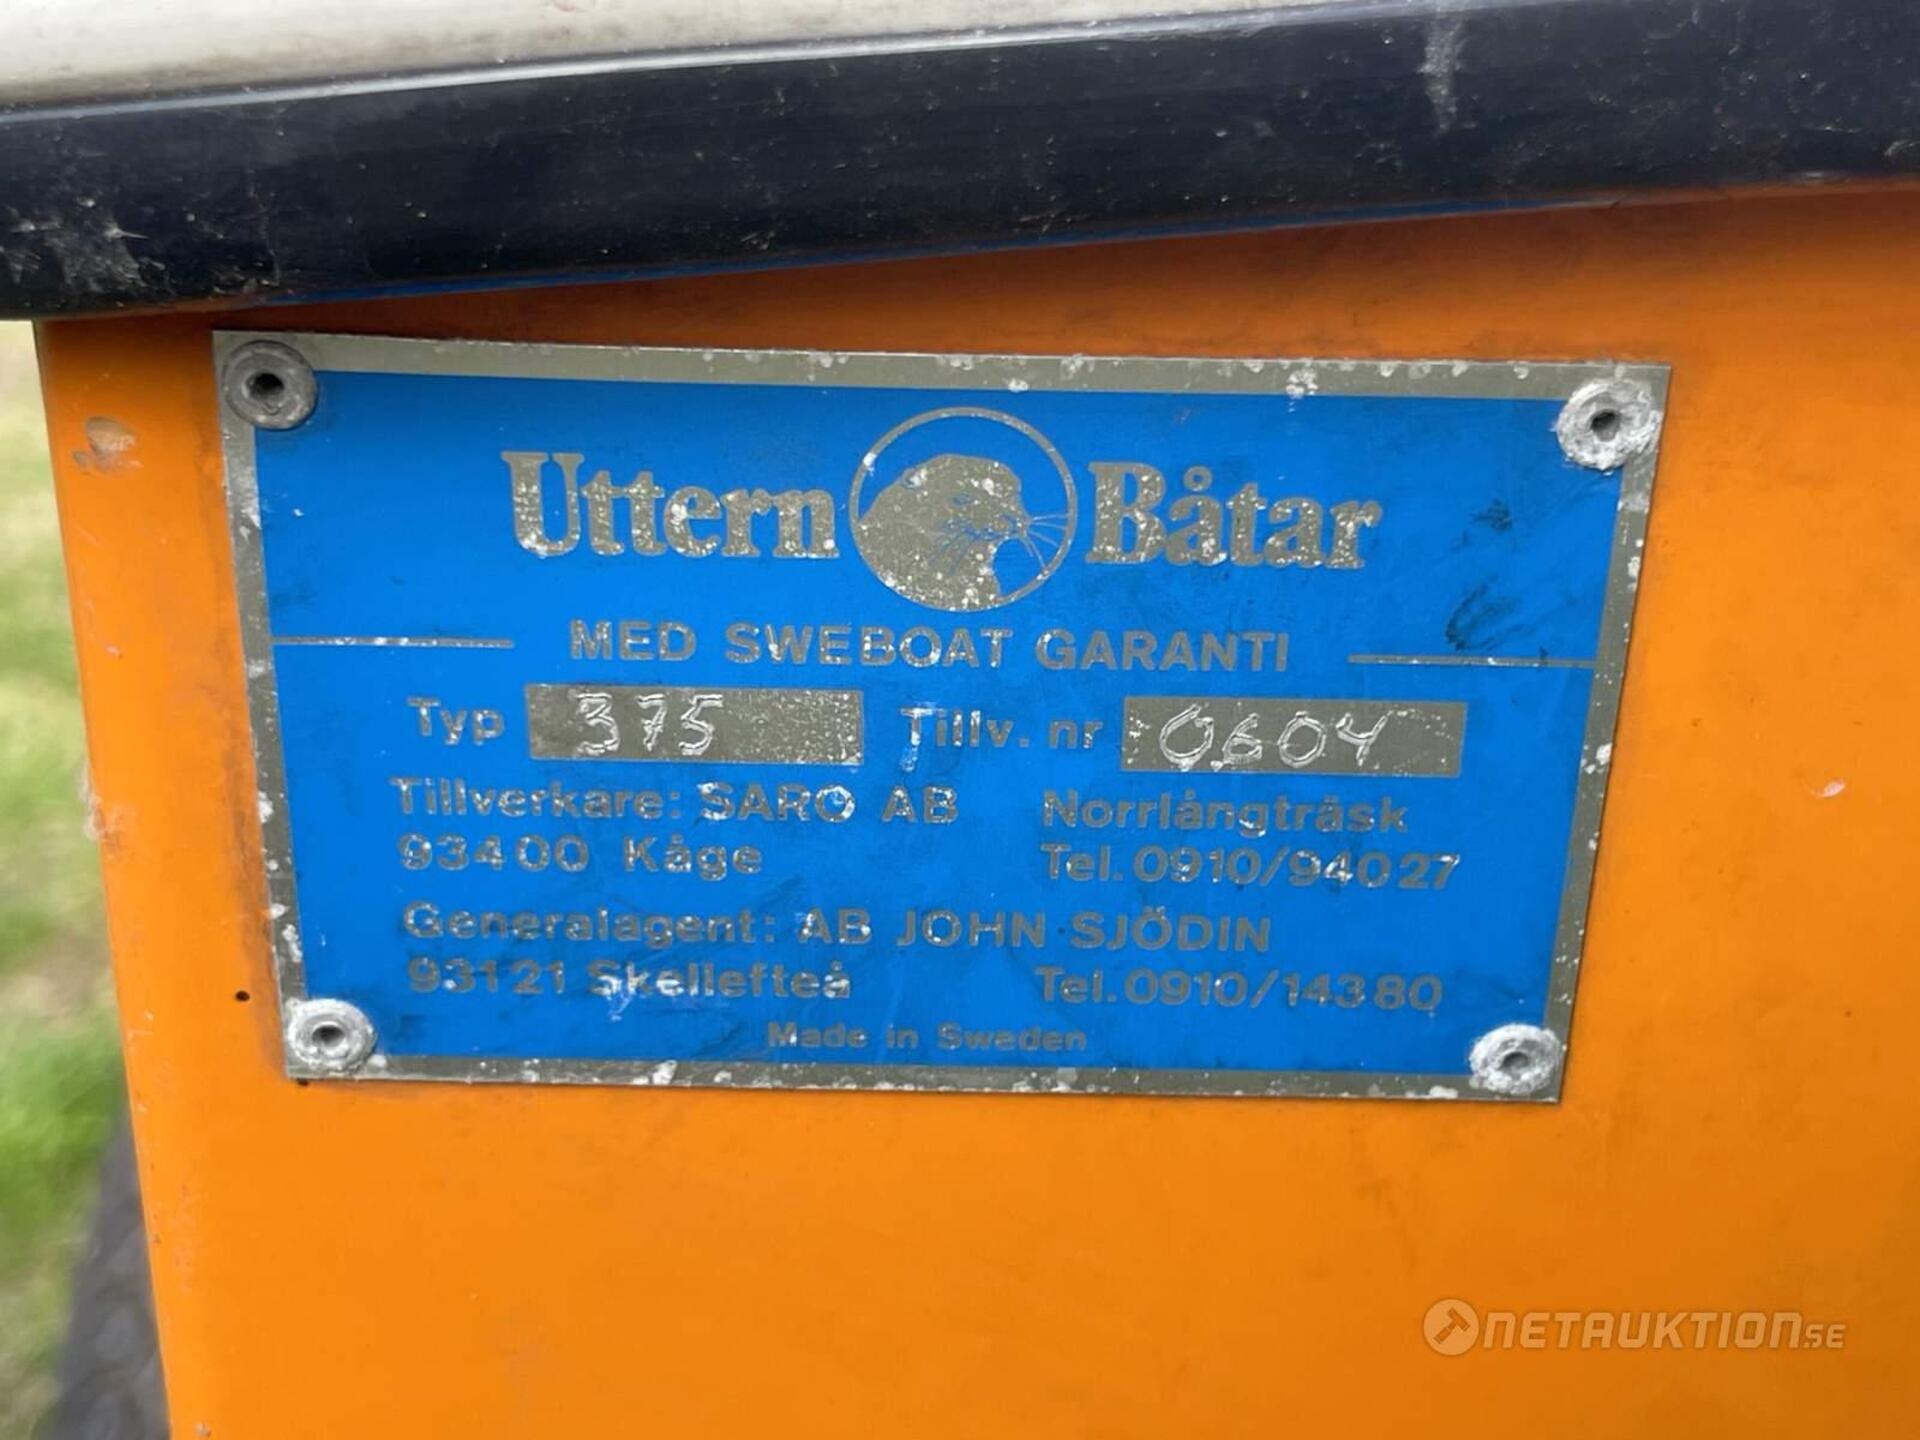 Uttern Båtar
MED SWEBOAT GARANTI
Typ 375 Tillv. nr 0604
Tillverkare: SARO AB Norrlångträsk
93400 Kåge Tel. 0910/94027
Generalagent: AB JOHN SJÖDIN
93121 Skellefteå Tel. 0910/14380
Made in Sweden
NETAUKTION.SE